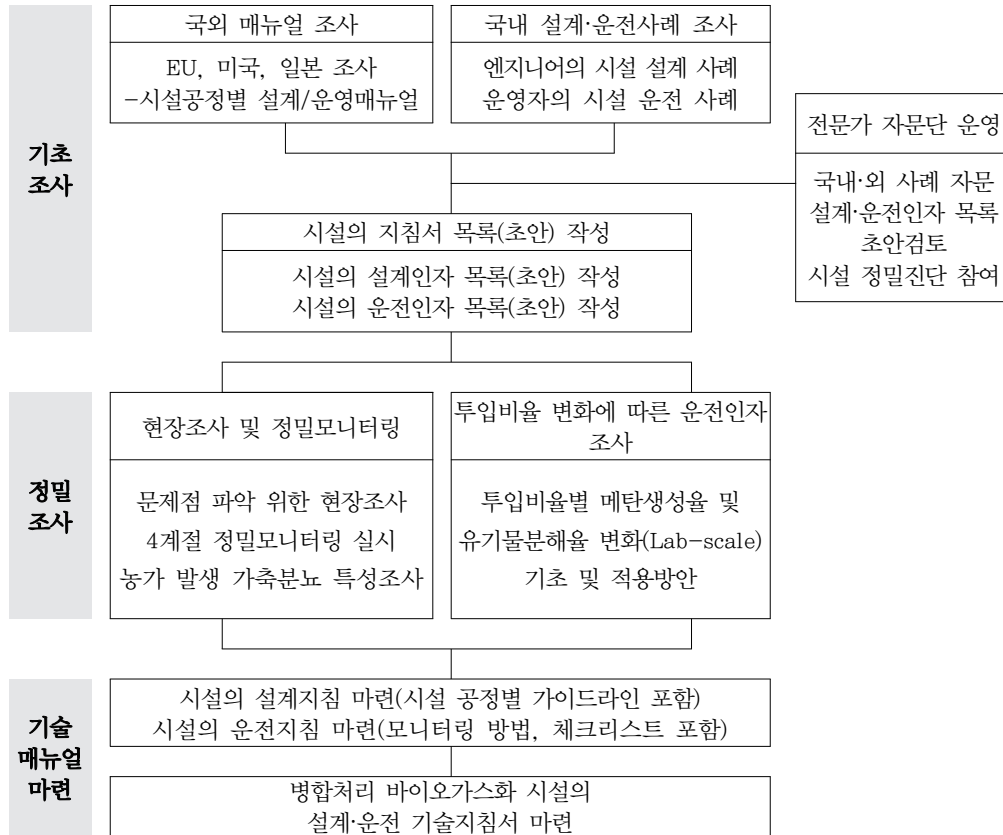 국외 매뉴얼 조사
EU, 미국, 일본 조사
-시설공정별 설계/운영매뉴얼
국내 설계·운전사례 조사
엔지니어의 시설 설계 사례
운영자의 시설 운전 사례
전문가 자문단 운영
국내·외 사례 자문
설계·운전인자 목록
초안검토
시설 정밀진단 참여
기초
조사
시설의 지침서 목록(초안) 작성
시설의 설계인자 목록(초안) 작성
시설의 운전인자 목록(초안) 작성
정밀
조사
현장조사 및 정밀모니터링
문제점 파악 위한 현장조사
4계절 정밀모니터링 실시
농가 발생 가축분뇨 특성조사
투입비율 변화에 따른 운전인자
조사
투입비율별 메탄생성율 및
유기물분해율 변화(Lab-scale)
기초 및 적용방안
기술
매뉴얼
마련
시설의 설계지침 마련(시설 공정별 가이드라인 포함)
시설의 운전지침 마련(모니터링 방법, 체크리스트 포함)
병합처리 바이오가스화 시설의
설계·운전 기술지침서 마련